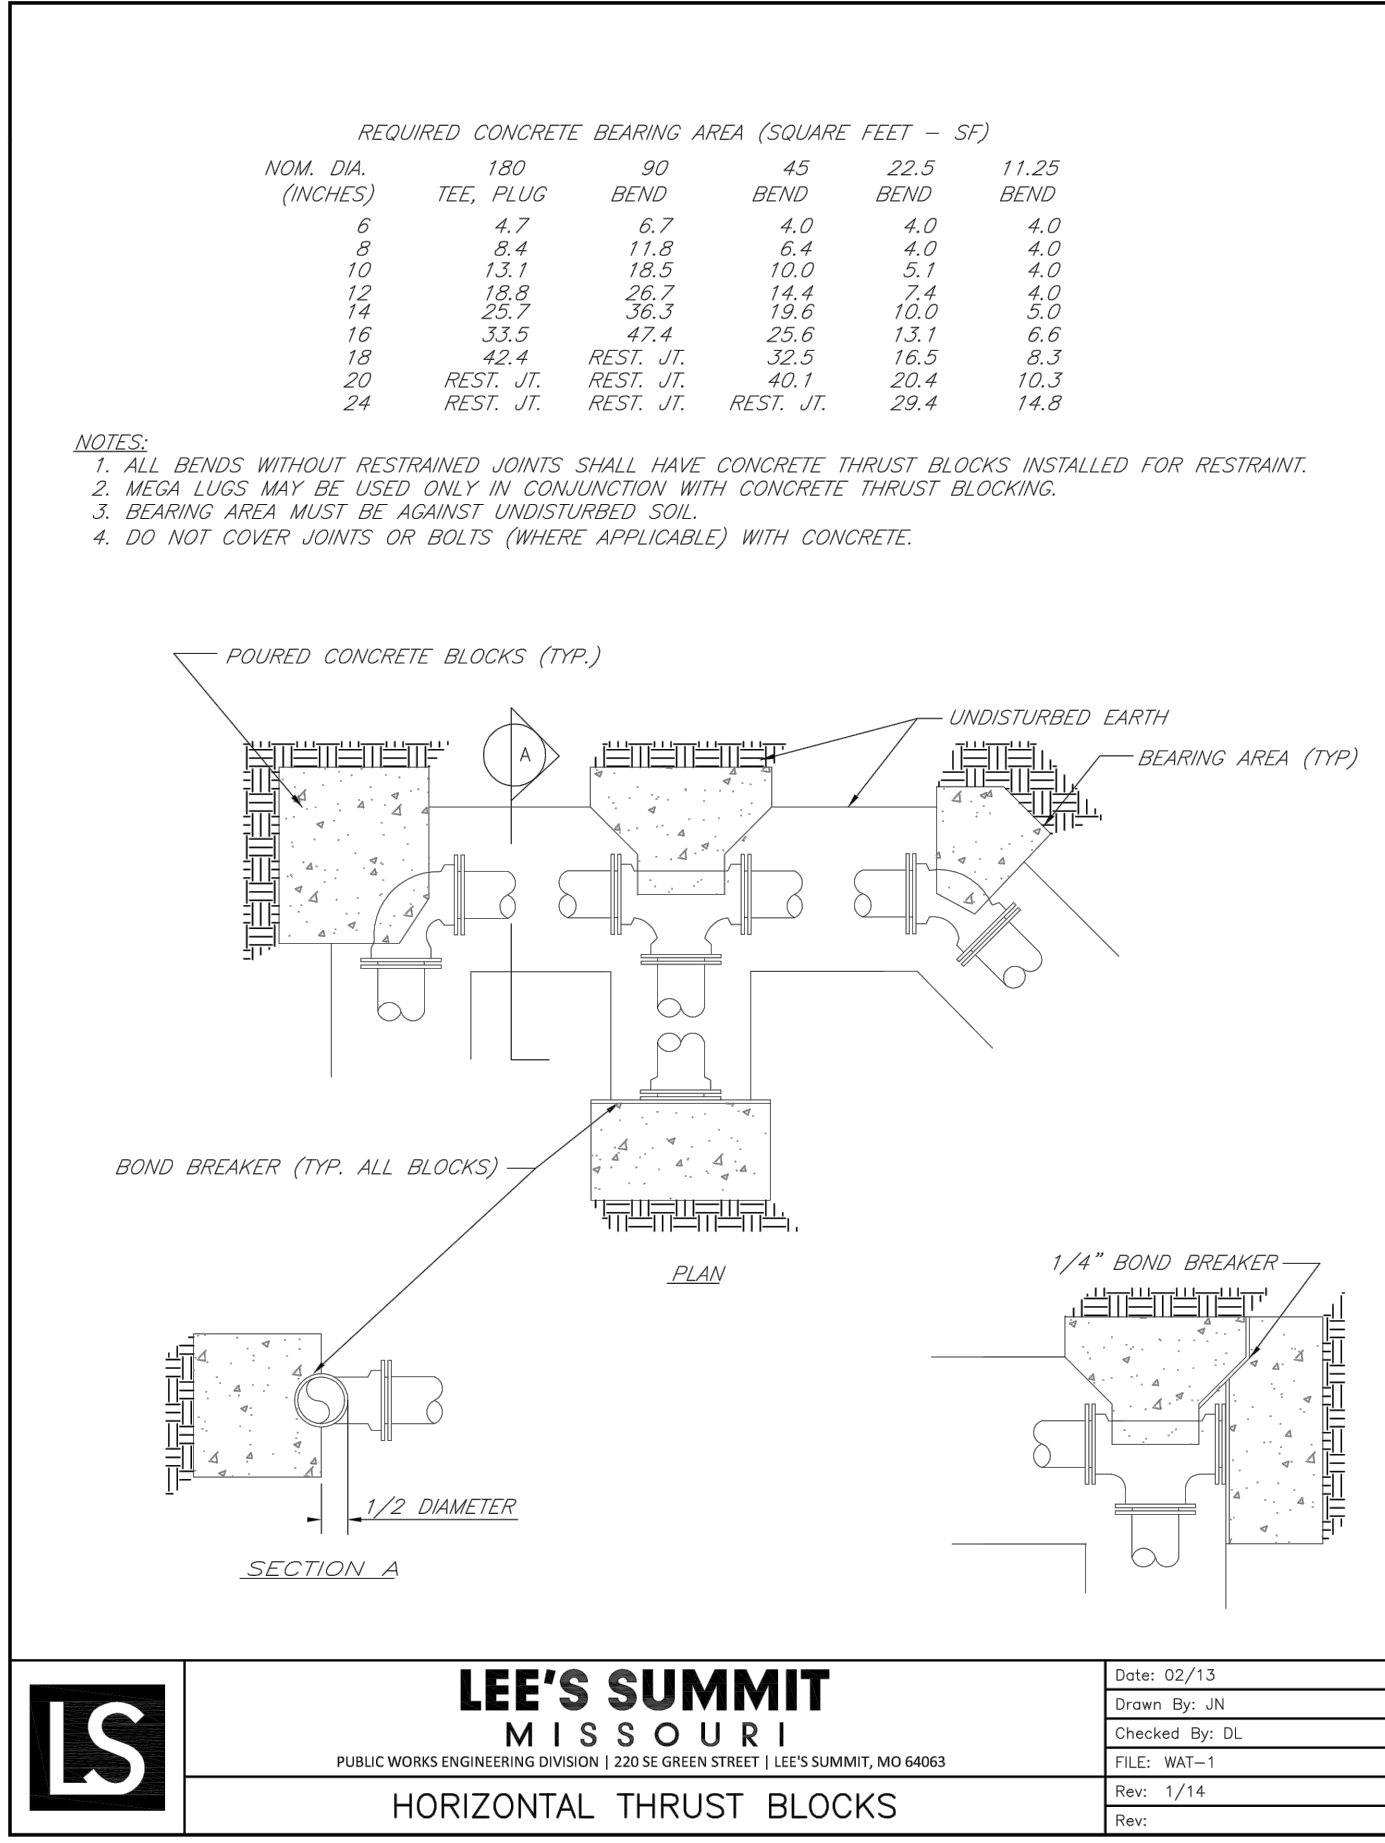 REQUIRED CONCRETE BEARING AREA (SQUARE FEET – SF)
NOM. DIA. 180 90 45 22.5 11.25
(INCHES) TEE, PLUG BEND BEND BEND BEND
6 4.7 6.7 4.0 4.0 4.0
8 8.4 11.8 6.4 4.0 4.0
10 13.1 18.5 10.0 5.1 4.0
12 18.8 26.7 14.4 7.4 4.0
14 25.7 36.3 19.6 10.0 5.0
16 33.5 47.4 25.6 13.1 6.6
18 42.4 REST. JT. 32.5 16.5 8.3
20 REST. JT. REST. JT. 40.1 20.4 10.3
24 REST. JT. REST. JT. REST. JT. 29.4 14.8
NOTES:
1. ALL BENDS WITHOUT RESTRAINED JOINTS SHALL HAVE CONCRETE THRUST BLOCKS INSTALLED FOR RESTRAINT.
2. MEGA LUGS MAY BE USED ONLY IN CONJUNCTION WITH CONCRETE THRUST BLOCKING.
3. BEARING AREA MUST BE AGAINST UNDISTURBED SOIL.
4. DO NOT COVER JOINTS OR BOLTS (WHERE APPLICABLE) WITH CONCRETE.
POURED CONCRETE BLOCKS (TYP.)
UNDISTURBED EARTH
A
BEARING AREA (TYP)
BOND BREAKER (TYP. ALL BLOCKS)
PLAN
1/4” BOND BREAKER
1/2 DIAMETER
SECTION A
LS
LEE'S SUMMIT
MISSOURI
PUBLIC WORKS ENGINEERING DIVISION | 220 SE GREEN STREET | LEE'S SUMMIT, MO 64063
HORIZONTAL THRUST BLOCKS
Date: 02/13
Drawn By: JN
Checked By: DL
FILE: WAT–1
Rev: 1/14
Rev: